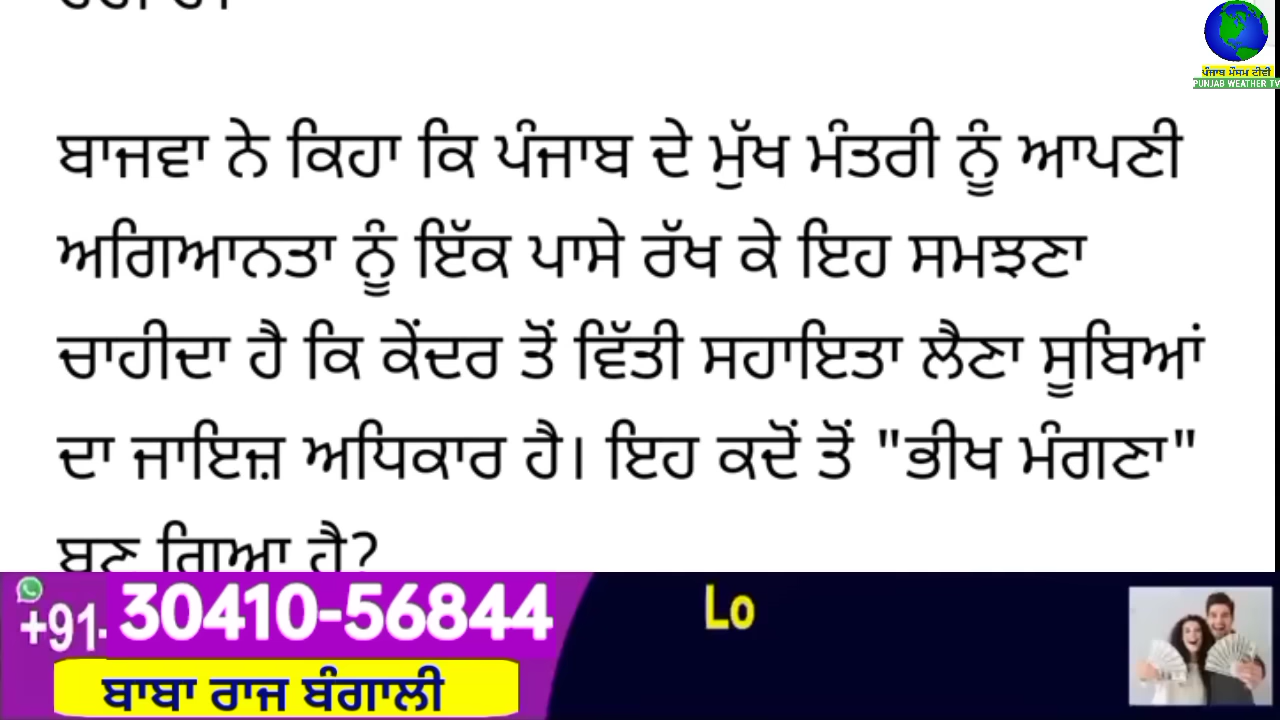 ਪੰਜਾਬ ਮੌਸਮ ਟੀਵੀ
PUNJAB WEATHER TV
ਬਾਜਵਾ ਨੇ ਕਿਹਾ ਕਿ ਪੰਜਾਬ ਦੇ ਮੁੱਖ ਮੰਤਰੀ ਨੂੰ ਆਪਣੀ
ਅਗਿਆਨਤਾ ਨੂੰ ਇੱਕ ਪਾਸੇ ਰੱਖ ਕੇ ਇਹ ਸਮਝਣਾ
ਚਾਹੀਦਾ ਹੈ ਕਿ ਕੇਂਦਰ ਤੋਂ ਵਿੱਤੀ ਸਹਾਇਤਾ ਲੈਣਾ ਸੂਬਿਆਂ
ਦਾ ਜਾਇਜ਼ ਅਧਿਕਾਰ ਹੈ। ਇਹ ਕਦੋਂ ਤੋਂ "ਭੀਖ ਮੰਗਣਾ"
ਬਣ ਗਿਆ ਹੈ?
+91- 30410-56844
Lo
ਬਾਬਾ ਰਾਜ ਬੰਗਾਲੀ